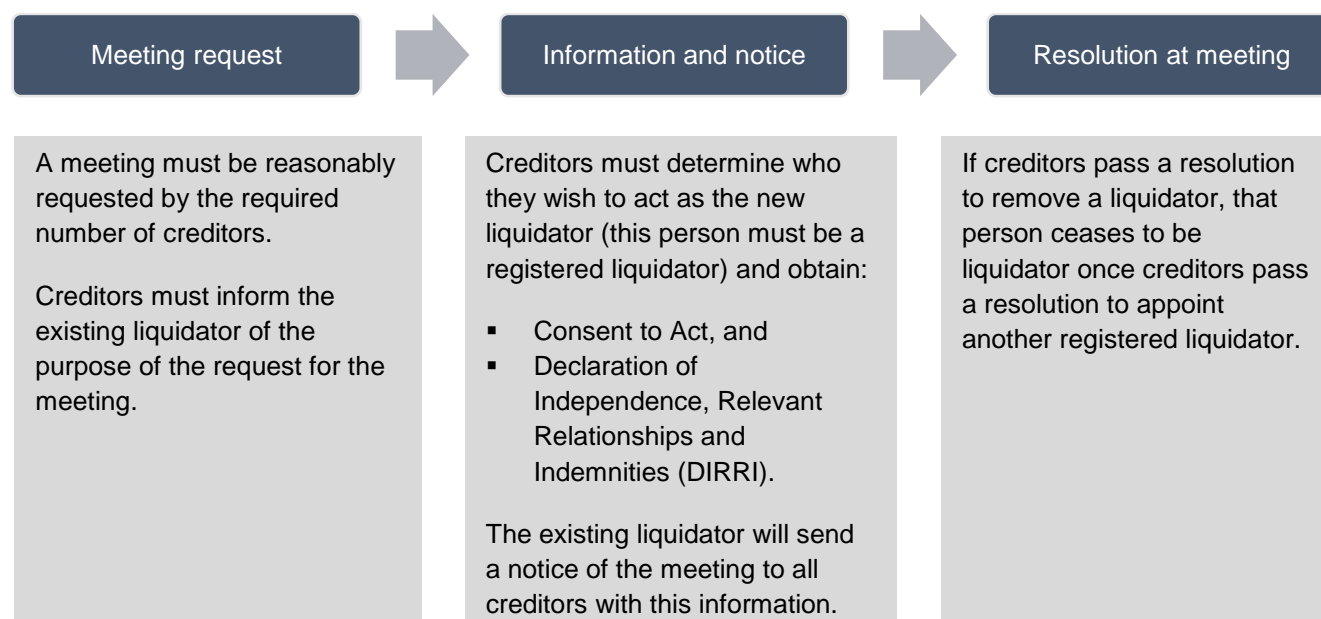 Meeting request
Information and notice
Resolution at meeting
A meeting must be reasonably
requested by the required
number of creditors.
Creditors must inform the
existing liquidator of the
purpose of the request for the
meeting.
Creditors must determine who
they wish to act as the new
liquidator (this person must be a
registered liquidator) and obtain:
▪ Consent to Act, and
▪ Declaration of
Independence, Relevant
Relationships and
Indemnities (DIRRI).
The existing liquidator will send
a notice of the meeting to all
creditors with this information.
If creditors pass a resolution
to remove a liquidator, that
person ceases to be
liquidator once creditors pass
a resolution to appoint
another registered liquidator.